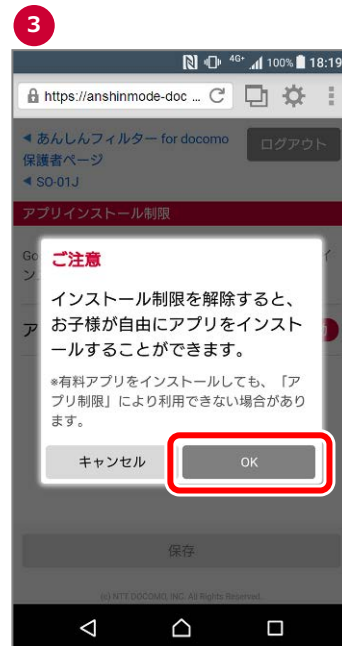 3
4G+ 100% 18:19
https://anshinmode-doc ...
あんしんフィルター for docomo
保護者ページ
ログアウト
SO-01J
アプリインストール制限
Go
イ
ン
ご注意
インストール制限を解除すると、
お子様が自由にアプリをインスト
ールすることができます。
ア
※有料アプリをインストールしても、「ア
プリ制限」により利用できない場合があり
ます。
キャンセル
OK
保存
(c) NTT DOCOMO, INC. All Rights Reserved.